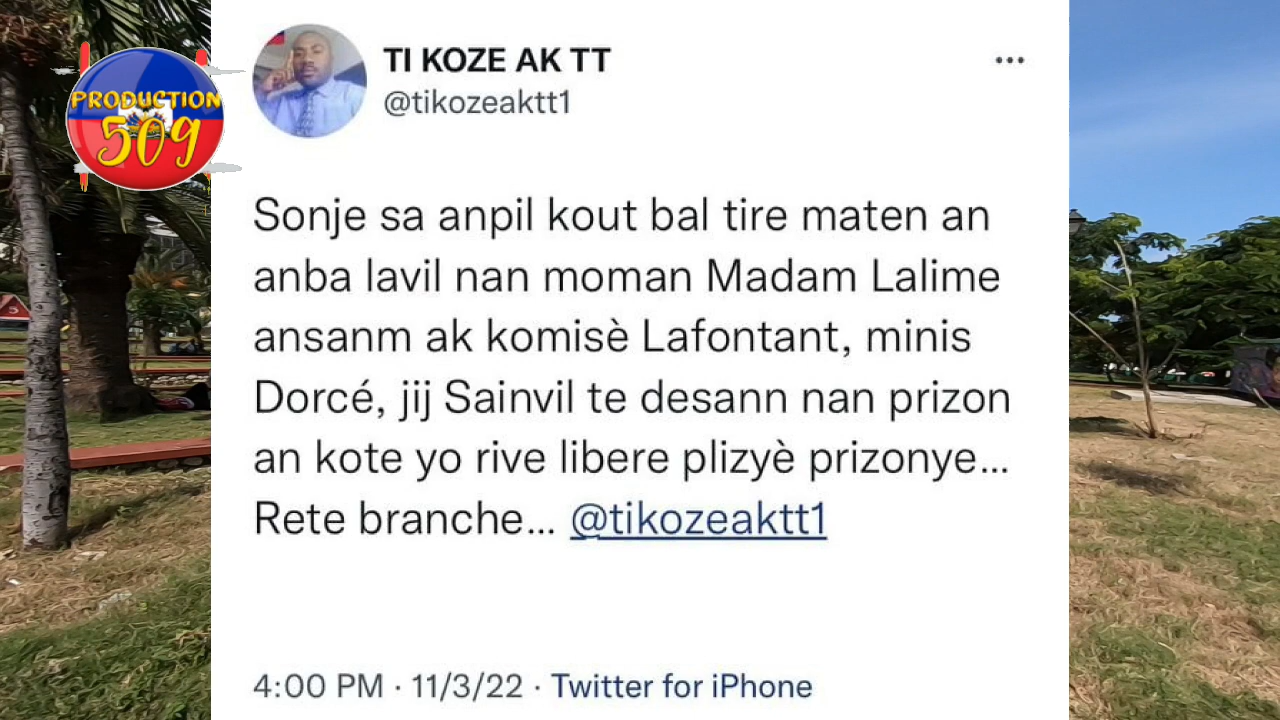 PRODUCTION
509
TI KOZE AK TT
@tikozeaktt1
Sonje sa anpil kout bal tire maten an
anba lavil nan moman Madam Lalime
ansanm ak komisè Lafontant, minis
Dorcé, jij Sainvil te desann nan prizon
an kote yo rive libere plizyè prizonye...
Rete branche... @tikozeaktt1
4:00 PM · 11/3/22 · Twitter for iPhone